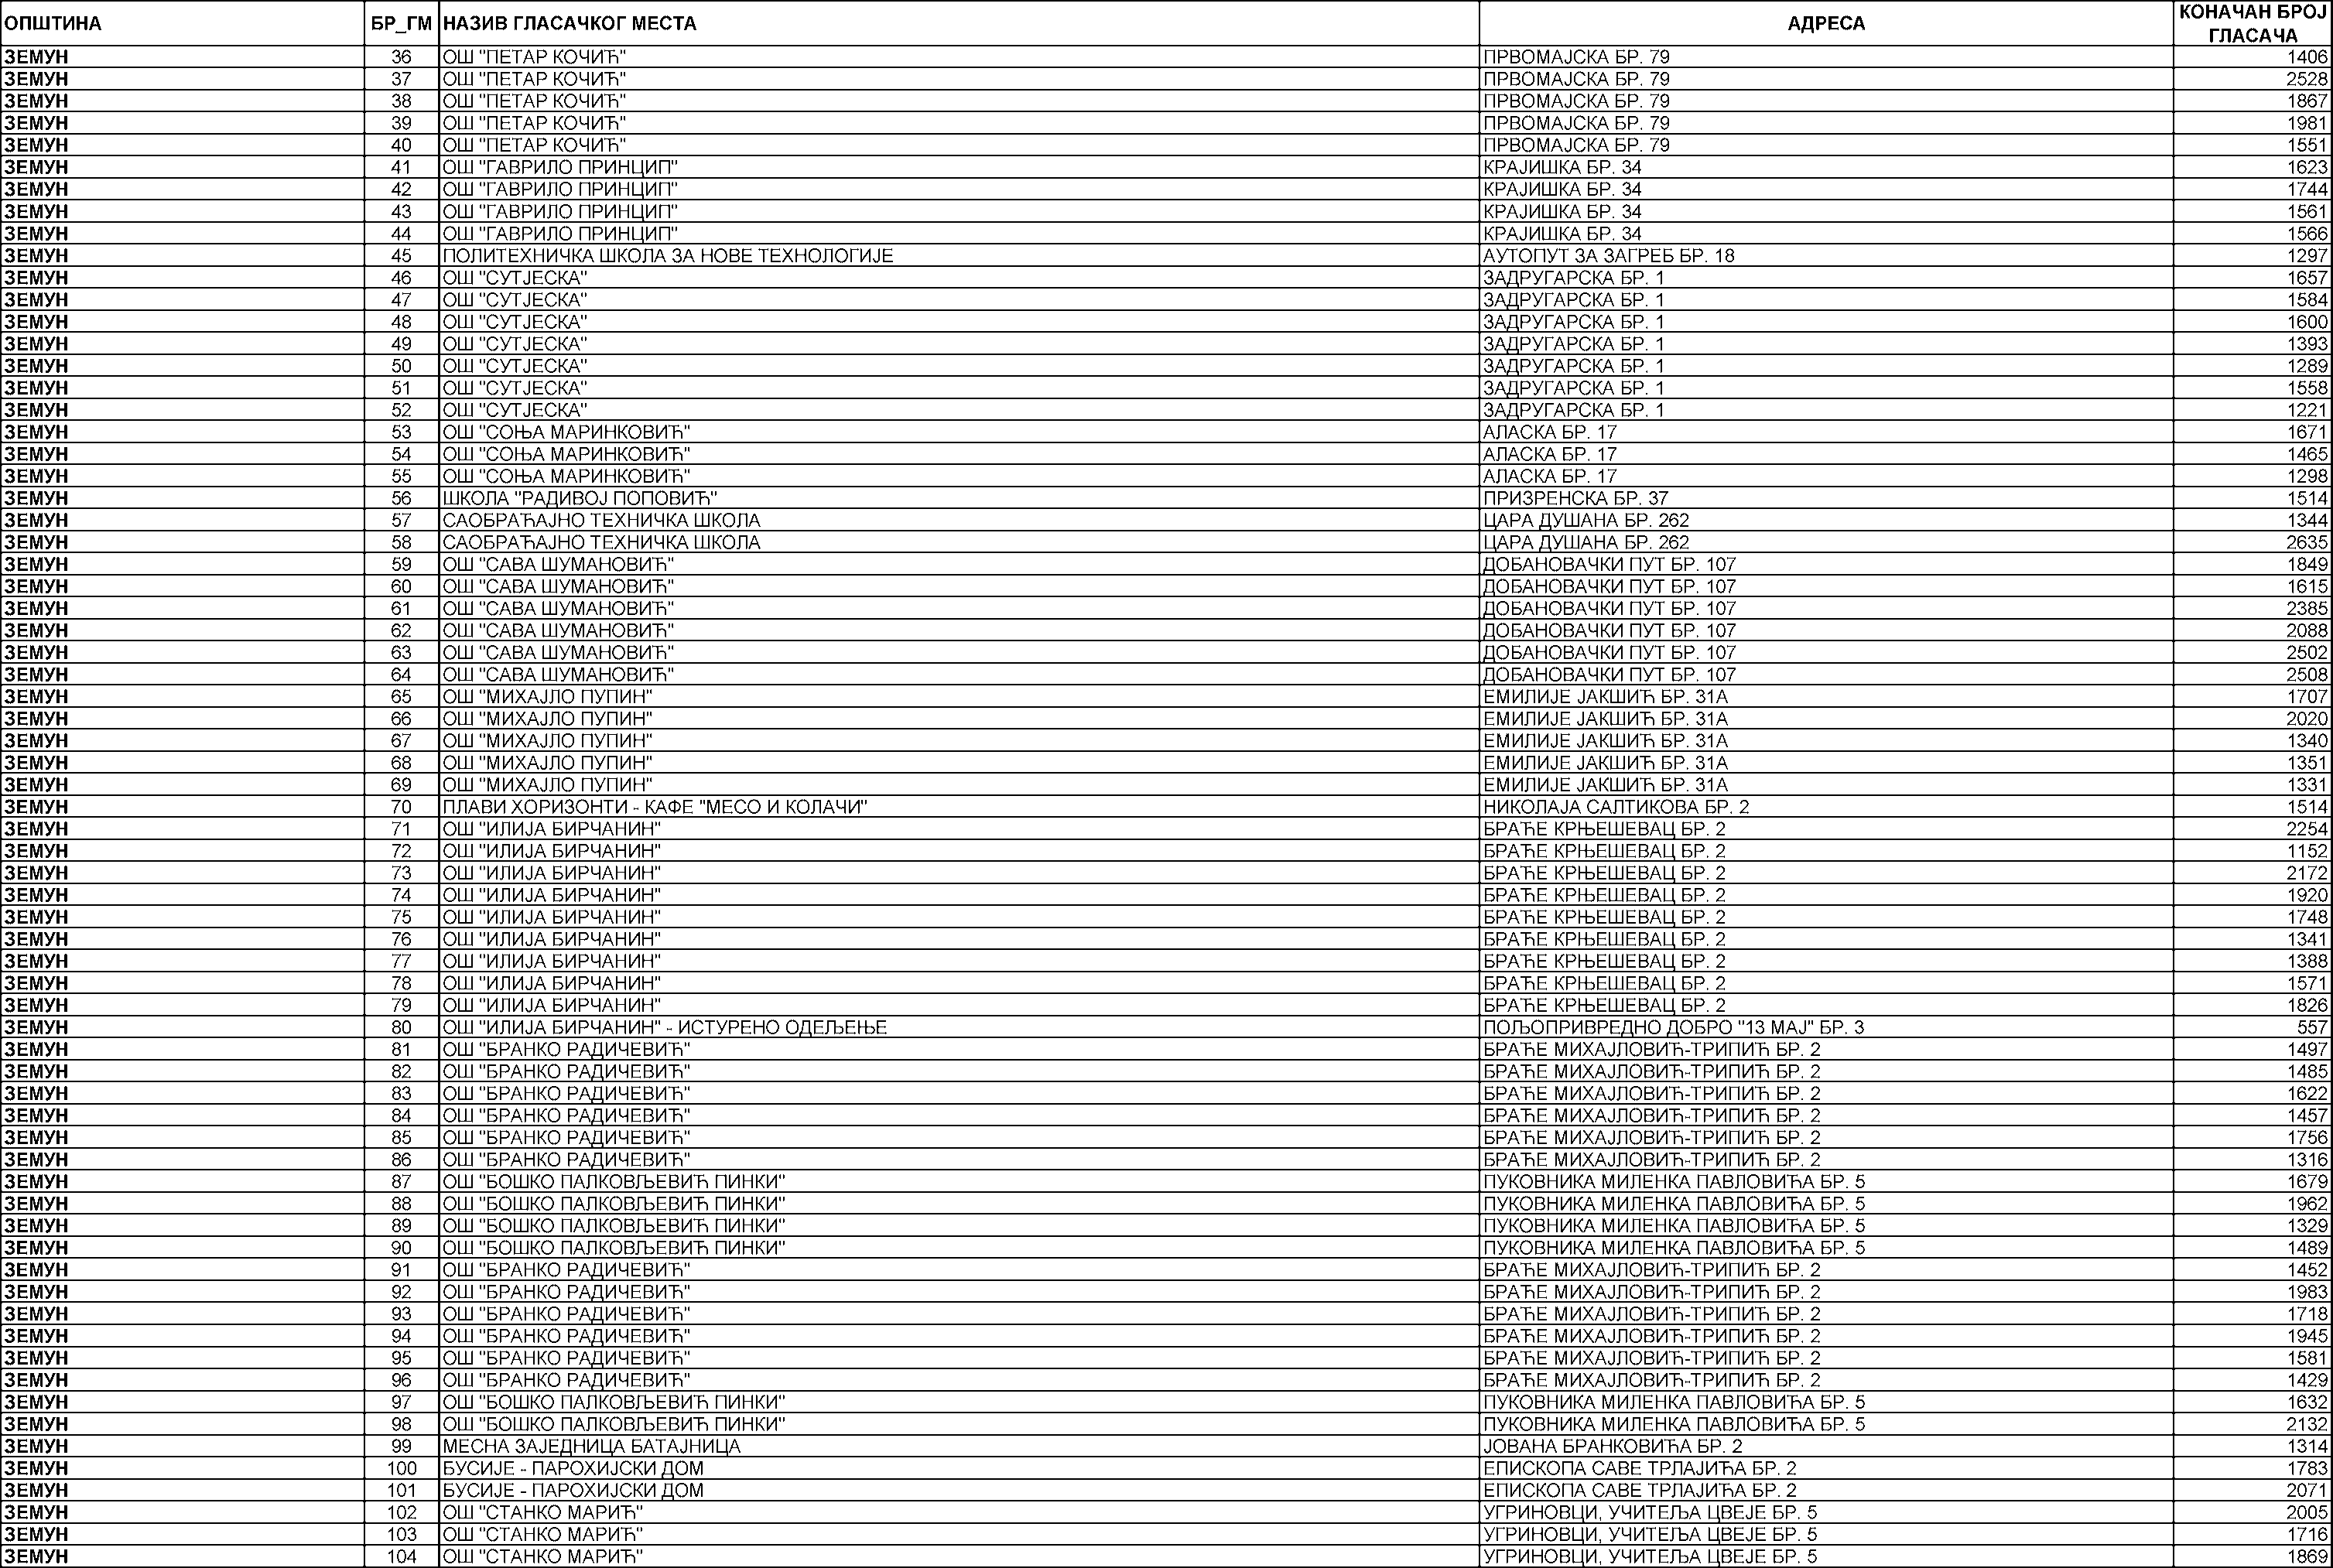 ОПШТИНА БР_ГМ НАЗИВ ГЛАСАЧКОГ МЕСТА АДРЕСА КОНАЧАН БРОЈ ГЛАСАЧА
ЗЕМУН 36 ОШ "ПЕТАР КОЧИЋ" ПРВОМАЈСКА БР. 79 1406
ЗЕМУН 37 ОШ "ПЕТАР КОЧИЋ" ПРВОМАЈСКА БР. 79 2528
ЗЕМУН 38 ОШ "ПЕТАР КОЧИЋ" ПРВОМАЈСКА БР. 79 1867
ЗЕМУН 39 ОШ "ПЕТАР КОЧИЋ" ПРВОМАЈСКА БР. 79 1981
ЗЕМУН 40 ОШ "ПЕТАР КОЧИЋ" ПРВОМАЈСКА БР. 79 1551
ЗЕМУН 41 ОШ "ГАВРИЛО ПРИНЦИП" КРАЈИШКА БР. 34 1623
ЗЕМУН 42 ОШ "ГАВРИЛО ПРИНЦИП" КРАЈИШКА БР. 34 1744
ЗЕМУН 43 ОШ "ГАВРИЛО ПРИНЦИП" КРАЈИШКА БР. 34 1561
ЗЕМУН 44 ОШ "ГАВРИЛО ПРИНЦИП" КРАЈИШКА БР. 34 1566
ЗЕМУН 45 ПОЛИТЕХНИЧКА ШКОЛА ЗА НОВЕ ТЕХНОЛОГИЈЕ АУТОПУТ ЗА ЗАГРЕБ БР. 18 1297
ЗЕМУН 46 ОШ "СУТЈЕСКА" ЗАДРУГАРСКА БР. 1 1657
ЗЕМУН 47 ОШ "СУТЈЕСКА" ЗАДРУГАРСКА БР. 1 1584
ЗЕМУН 48 ОШ "СУТЈЕСКА" ЗАДРУГАРСКА БР. 1 1600
ЗЕМУН 49 ОШ "СУТЈЕСКА" ЗАДРУГАРСКА БР. 1 1393
ЗЕМУН 50 ОШ "СУТЈЕСКА" ЗАДРУГАРСКА БР. 1 1289
ЗЕМУН 51 ОШ "СУТЈЕСКА" ЗАДРУГАРСКА БР. 1 1558
ЗЕМУН 52 ОШ "СУТЈЕСКА" ЗАДРУГАРСКА БР. 1 1221
ЗЕМУН 53 ОШ "СОЊА МАРИНКОВИЋ" АЛАСКА БР. 17 1671
ЗЕМУН 54 ОШ "СОЊА МАРИНКОВИЋ" АЛАСКА БР. 17 1465
ЗЕМУН 55 ОШ "СОЊА МАРИНКОВИЋ" АЛАСКА БР. 17 1298
ЗЕМУН 56 ШКОЛА "РАДИВОЈ ПОПОВИЋ" ПРИЗРЕНСКА БР. 37 1514
ЗЕМУН 57 САОБРАЋАЈНО ТЕХНИЧКА ШКОЛА ЦАРА ДУШАНА БР. 262 1344
ЗЕМУН 58 САОБРАЋАЈНО ТЕХНИЧКА ШКОЛА ЦАРА ДУШАНА БР. 262 2635
ЗЕМУН 59 ОШ "САВА ШУМАНОВИЋ" ДОБАНОВАЧКИ ПУТ БР. 107 1849
ЗЕМУН 60 ОШ "САВА ШУМАНОВИЋ" ДОБАНОВАЧКИ ПУТ БР. 107 1615
ЗЕМУН 61 ОШ "САВА ШУМАНОВИЋ" ДОБАНОВАЧКИ ПУТ БР. 107 2385
ЗЕМУН 62 ОШ "САВА ШУМАНОВИЋ" ДОБАНОВАЧКИ ПУТ БР. 107 2088
ЗЕМУН 63 ОШ "САВА ШУМАНОВИЋ" ДОБАНОВАЧКИ ПУТ БР. 107 2502
ЗЕМУН 64 ОШ "САВА ШУМАНОВИЋ" ДОБАНОВАЧКИ ПУТ БР. 107 2508
ЗЕМУН 65 ОШ "МИХАЈЛО ПУПИН" ЕМИЛИЈЕ ЈАКШИЋ БР. 31А 1707
ЗЕМУН 66 ОШ "МИХАЈЛО ПУПИН" ЕМИЛИЈЕ ЈАКШИЋ БР. 31А 2020
ЗЕМУН 67 ОШ "МИХАЈЛО ПУПИН" ЕМИЛИЈЕ ЈАКШИЋ БР. 31А 1340
ЗЕМУН 68 ОШ "МИХАЈЛО ПУПИН" ЕМИЛИЈЕ ЈАКШИЋ БР. 31А 1351
ЗЕМУН 69 ОШ "МИХАЈЛО ПУПИН" ЕМИЛИЈЕ ЈАКШИЋ БР. 31А 1331
ЗЕМУН 70 ПЛАВИ ХОРИЗОНТИ - КАФЕ "МЕСО И КОЛАЧИ" НИКОЛАЈА САЛТИКОВА БР. 2 1514
ЗЕМУН 71 ОШ "ИЛИЈА БИРЧАНИН" БРАЋЕ КРЊЕШЕВАЦ БР. 2 2254
ЗЕМУН 72 ОШ "ИЛИЈА БИРЧАНИН" БРАЋЕ КРЊЕШЕВАЦ БР. 2 1152
ЗЕМУН 73 ОШ "ИЛИЈА БИРЧАНИН" БРАЋЕ КРЊЕШЕВАЦ БР. 2 2172
ЗЕМУН 74 ОШ "ИЛИЈА БИРЧАНИН" БРАЋЕ КРЊЕШЕВАЦ БР. 2 1920
ЗЕМУН 75 ОШ "ИЛИЈА БИРЧАНИН" БРАЋЕ КРЊЕШЕВАЦ БР. 2 1748
ЗЕМУН 76 ОШ "ИЛИЈА БИРЧАНИН" БРАЋЕ КРЊЕШЕВАЦ БР. 2 1341
ЗЕМУН 77 ОШ "ИЛИЈА БИРЧАНИН" БРАЋЕ КРЊЕШЕВАЦ БР. 2 1388
ЗЕМУН 78 ОШ "ИЛИЈА БИРЧАНИН" БРАЋЕ КРЊЕШЕВАЦ БР. 2 1571
ЗЕМУН 79 ОШ "ИЛИЈА БИРЧАНИН" БРАЋЕ КРЊЕШЕВАЦ БР. 2 1826
ЗЕМУН 80 ОШ "ИЛИЈА БИРЧАНИН" - ИСТУРЕНО ОДЕЉЕЊЕ ПОЉОПРИВРЕДНО ДОБРО "13 МАЈ" БР. 3 557
ЗЕМУН 81 ОШ "БРАНКО РАДИЧЕВИЋ" БРАЋЕ МИХАЈЛОВИЋ-ТРИПИЋ БР. 2 1497
ЗЕМУН 82 ОШ "БРАНКО РАДИЧЕВИЋ" БРАЋЕ МИХАЈЛОВИЋ-ТРИПИЋ БР. 2 1485
ЗЕМУН 83 ОШ "БРАНКО РАДИЧЕВИЋ" БРАЋЕ МИХАЈЛОВИЋ-ТРИПИЋ БР. 2 1622
ЗЕМУН 84 ОШ "БРАНКО РАДИЧЕВИЋ" БРАЋЕ МИХАЈЛОВИЋ-ТРИПИЋ БР. 2 1457
ЗЕМУН 85 ОШ "БРАНКО РАДИЧЕВИЋ" БРАЋЕ МИХАЈЛОВИЋ-ТРИПИЋ БР. 2 1756
ЗЕМУН 86 ОШ "БРАНКО РАДИЧЕВИЋ" БРАЋЕ МИХАЈЛОВИЋ-ТРИПИЋ БР. 2 1316
ЗЕМУН 87 ОШ "БОШКО ПАЛКОВЉЕВИЋ ПИНКИ" ПУКОВНИКА МИЛЕНКА ПАВЛОВИЋА БР. 5 1679
ЗЕМУН 88 ОШ "БОШКО ПАЛКОВЉЕВИЋ ПИНКИ" ПУКОВНИКА МИЛЕНКА ПАВЛОВИЋА БР. 5 1962
ЗЕМУН 89 ОШ "БОШКО ПАЛКОВЉЕВИЋ ПИНКИ" ПУКОВНИКА МИЛЕНКА ПАВЛОВИЋА БР. 5 1329
ЗЕМУН 90 ОШ "БОШКО ПАЛКОВЉЕВИЋ ПИНКИ" ПУКОВНИКА МИЛЕНКА ПАВЛОВИЋА БР. 5 1489
ЗЕМУН 91 ОШ "БРАНКО РАДИЧЕВИЋ" БРАЋЕ МИХАЈЛОВИЋ-ТРИПИЋ БР. 2 1452
ЗЕМУН 92 ОШ "БРАНКО РАДИЧЕВИЋ" БРАЋЕ МИХАЈЛОВИЋ-ТРИПИЋ БР. 2 1983
ЗЕМУН 93 ОШ "БРАНКО РАДИЧЕВИЋ" БРАЋЕ МИХАЈЛОВИЋ-ТРИПИЋ БР. 2 1718
ЗЕМУН 94 ОШ "БРАНКО РАДИЧЕВИЋ" БРАЋЕ МИХАЈЛОВИЋ-ТРИПИЋ БР. 2 1945
ЗЕМУН 95 ОШ "БРАНКО РАДИЧЕВИЋ" БРАЋЕ МИХАЈЛОВИЋ-ТРИПИЋ БР. 2 1581
ЗЕМУН 96 ОШ "БРАНКО РАДИЧЕВИЋ" БРАЋЕ МИХАЈЛОВИЋ-ТРИПИЋ БР. 2 1429
ЗЕМУН 97 ОШ "БОШКО ПАЛКОВЉЕВИЋ ПИНКИ" ПУКОВНИКА МИЛЕНКА ПАВЛОВИЋА БР. 5 1632
ЗЕМУН 98 ОШ "БОШКО ПАЛКОВЉЕВИЋ ПИНКИ" ПУКОВНИКА МИЛЕНКА ПАВЛОВИЋА БР. 5 2132
ЗЕМУН 99 МЕСНА ЗАЈЕДНИЦА БАТАЈНИЦА ЈОВАНА БРАНКОВИЋА БР. 2 1314
ЗЕМУН 100 БУСИЈЕ - ПАРОХИЈСКИ ДОМ ЕПИСКОПА САВЕ ТРЛАЈИЋА БР. 2 1783
ЗЕМУН 101 БУСИЈЕ - ПАРОХИЈСКИ ДОМ ЕПИСКОПА САВЕ ТРЛАЈИЋА БР. 2 2071
ЗЕМУН 102 ОШ "СТАНКО МАРИЋ" УГРИНОВЦИ, УЧИТЕЉА ЦВЕЈЕ БР. 5 2005
ЗЕМУН 103 ОШ "СТАНКО МАРИЋ" УГРИНОВЦИ, УЧИТЕЉА ЦВЕЈЕ БР. 5 1716
ЗЕМУН 104 ОШ "СТАНКО МАРИЋ" УГРИНОВЦИ, УЧИТЕЉА ЦВЕЈЕ БР. 5 1869